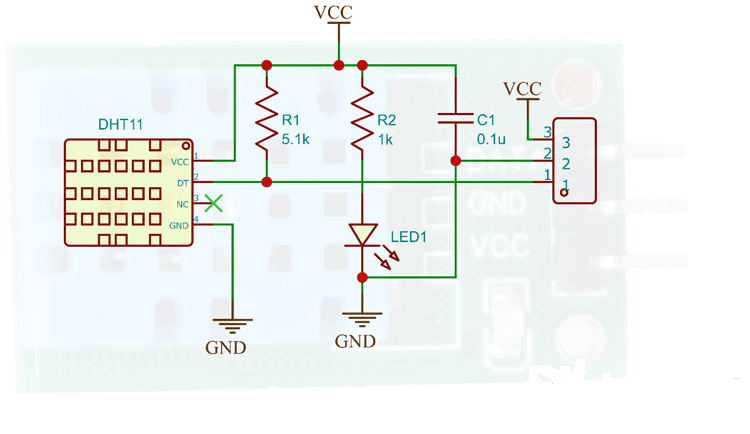 VCC
VCC
DHT11
R1
5.1k
R2
1k
C1
0.1u
3
3
2
2
1
1
VCC
1
DT
2
NC
3
GND
4
LED1
DATA
GND
VCC
GND
GND